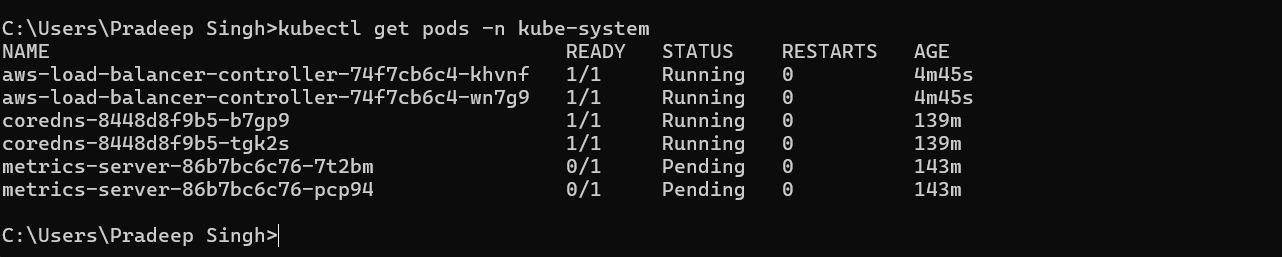 C:\Users\Pradeep Singh>kubectl get pods -n kube-system
NAME READY STATUS RESTARTS AGE
aws-load-balancer-controller-74f7cb6c4-khvnf 1/1 Running 0 4m45s
aws-load-balancer-controller-74f7cb6c4-wn7g9 1/1 Running 0 4m45s
coredns-8448d8f9b5-b7gp9 1/1 Running 0 139m
coredns-8448d8f9b5-tgk2s 1/1 Running 0 139m
metrics-server-86b7bc6c76-7t2bm 0/1 Pending 0 143m
metrics-server-86b7bc6c76-pcp94 0/1 Pending 0 143m
C:\Users\Pradeep Singh>